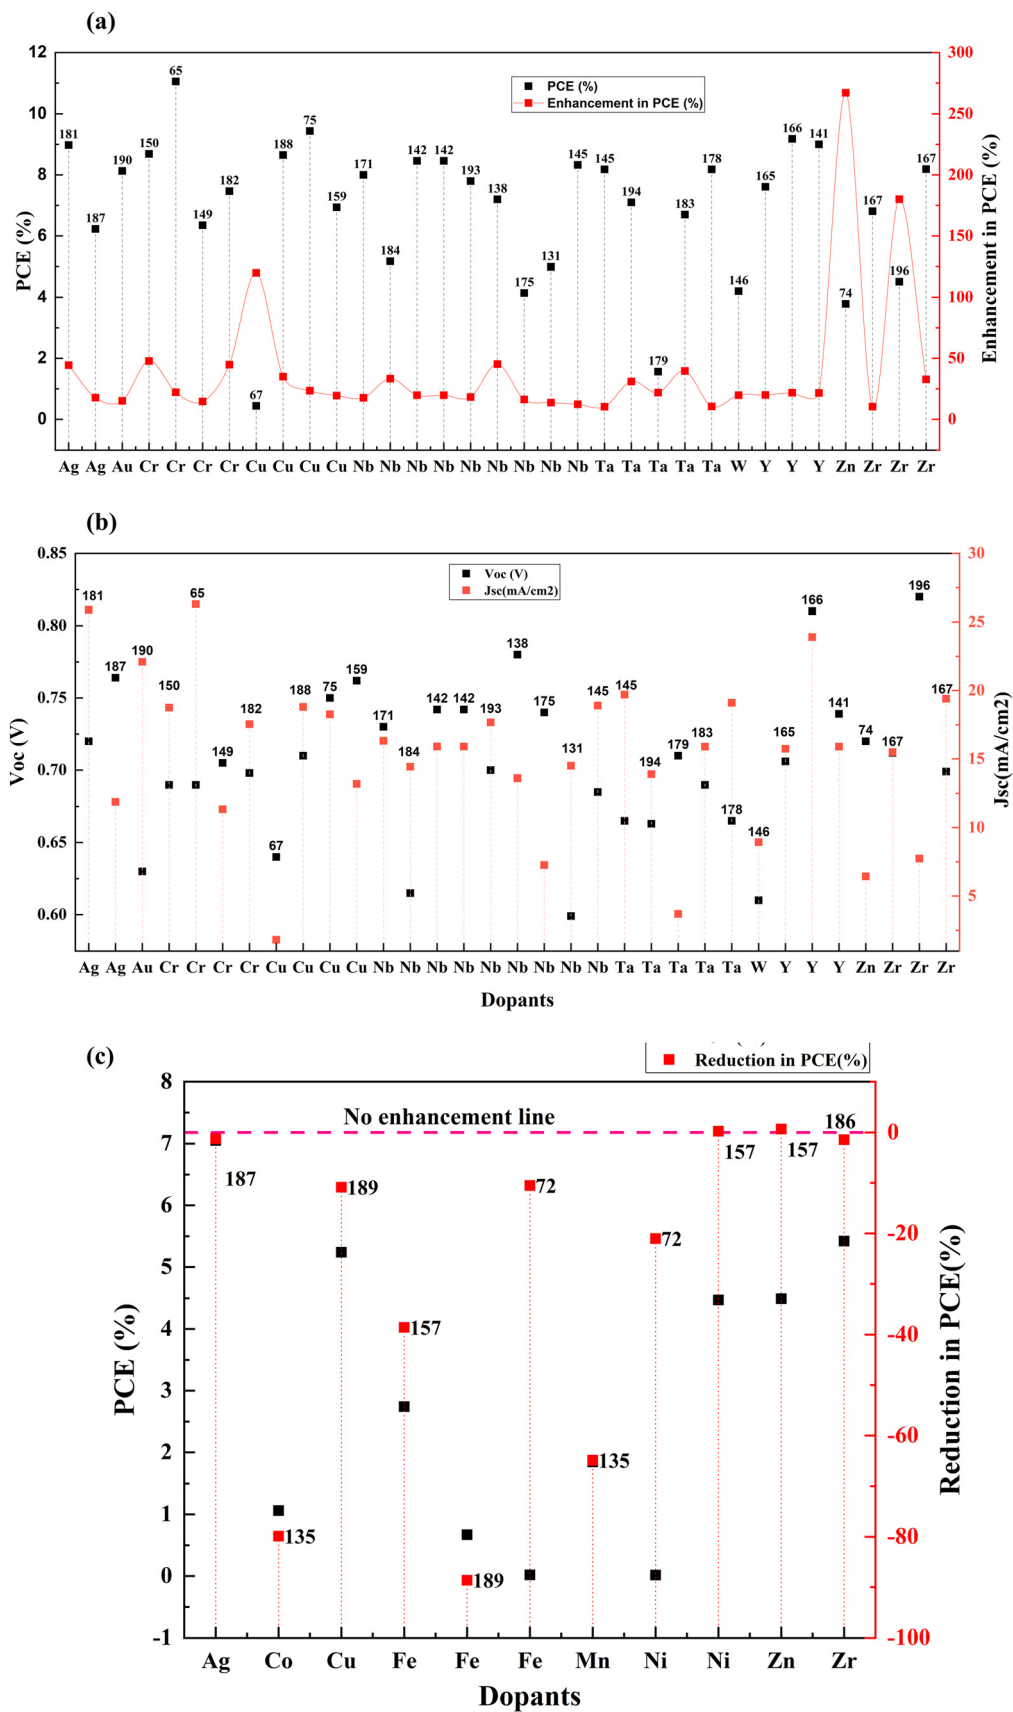 (a)
12
10
8
6
4
2
0
PCE (%)
300
250
200
150
100
50
0
Enhancement in PCE (%)
PCE (%)
Enhancement in PCE (%)
181 187 190 150 65 149 182 67 188 75 159 171 184 142 142 193 138 175 131 145 145 194 179 183 178 146 165 166 141 74 167 196 167
Ag Ag Au Cr Cr Cr Cr Cu Cu Cu Cu Nb Nb Nb Nb Nb Nb Nb Nb Nb Ta Ta Ta Ta Ta W Y Y Y Zn Zr Zr Zr
(b)
0.85
0.80
0.75
0.70
0.65
0.60
Voc (V)
30
25
20
15
10
5
Jsc(mA/cm2)
Voc (V)
Jsc(mA/cm2)
181 187 190 150 65 149 182 67 188 75 159 171 184 142 142 193 138 175 131 145 145 194 179 183 178 146 165 166 141 74 167 196 167
Ag Ag Au Cr Cr Cr Cr Cu Cu Cu Cu Nb Nb Nb Nb Nb Nb Nb Nb Nb Ta Ta Ta Ta Ta W Y Y Y Zn Zr Zr Zr
Dopants
(c)
Reduction in PCE(%)
No enhancement line
8
7
6
5
4
3
2
1
0
-1
PCE (%)
0
-20
-40
-60
-80
-100
Reduction in PCE(%)
187 135 189 157 189 72 135 72 157 157 186
Ag Co Cu Fe Fe Fe Mn Ni Ni Zn Zr
Dopants